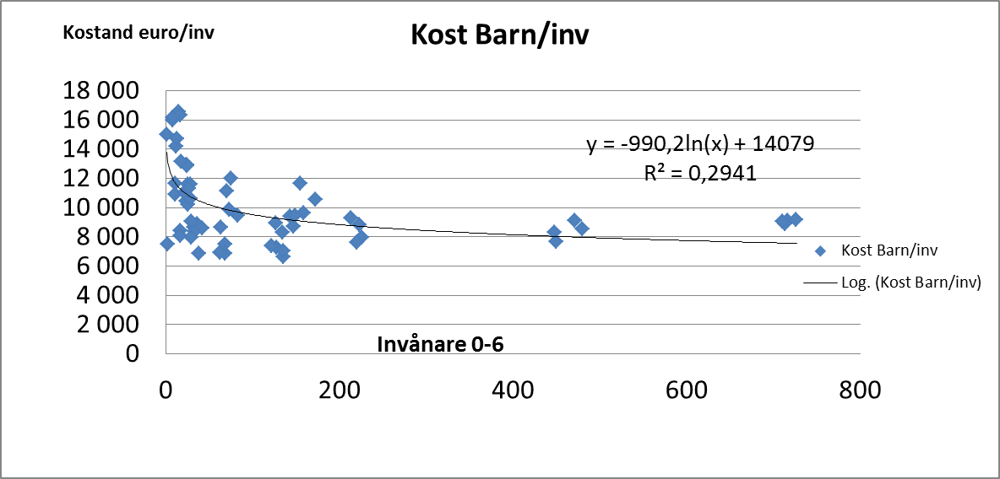 Kost Barn/inv
Kostand euro/inv
18 000
16 000
14 000
12 000
10 000
8 000
6 000
4 000
2 000
0
y = -990,2ln(x) + 14079
R² = 0,2941
Kost Barn/inv
Log. (Kost Barn/inv)
Invånare 0-6
0 200 400 600 800